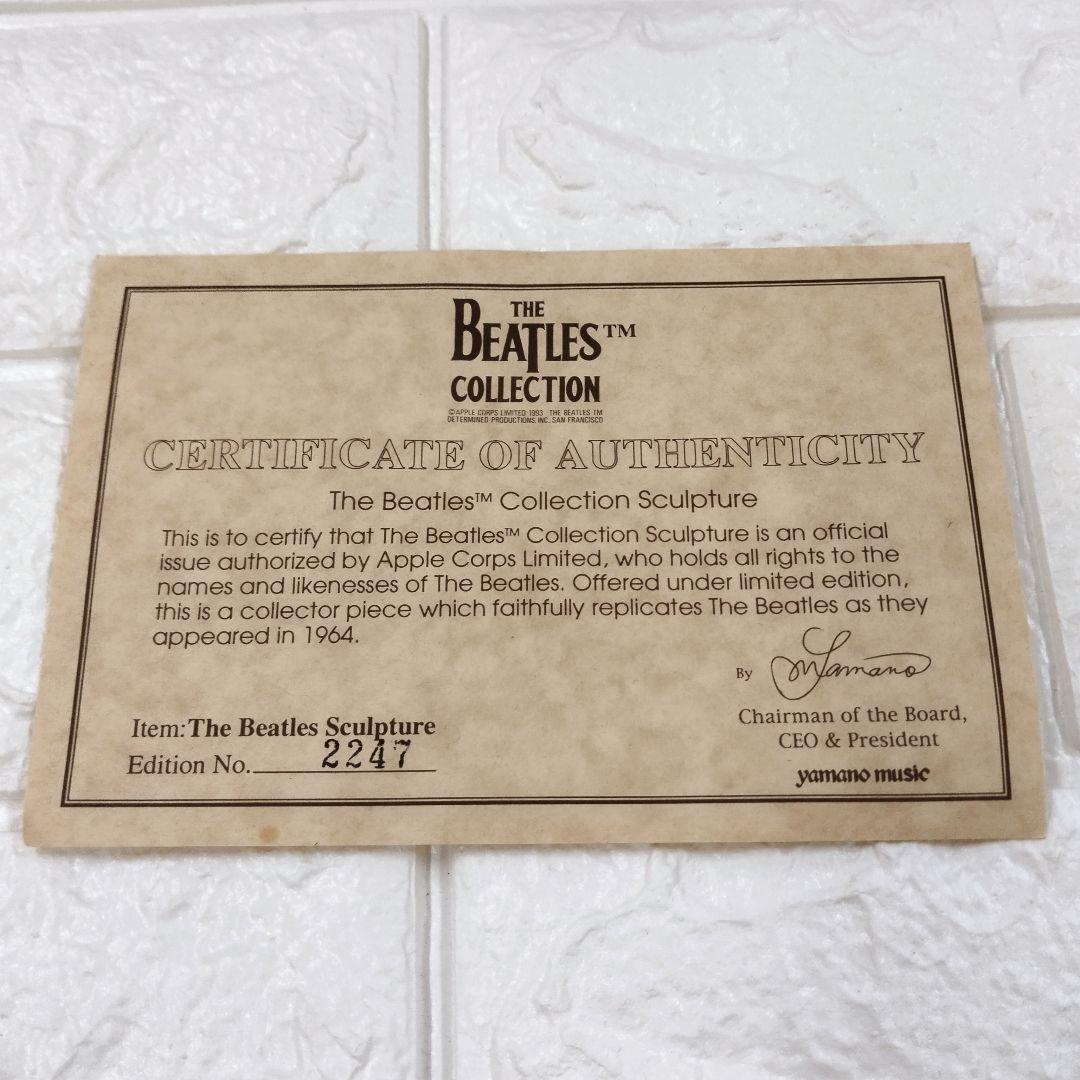 THE
BEATLES™
COLLECTION
©APPLE CORPS LIMITED 1993 THE BEATLES TM
DETERMINED PRODUCTIONS INC. SAN FRANCISCO
CERTIFICATE OF AUTHENTICITY
The Beatles™ Collection Sculpture
This is to certify that The Beatles™ Collection Sculpture is an official
issue authorized by Apple Corps Limited, who holds all rights to the
names and likenesses of The Beatles. Offered under limited edition,
this is a collector piece which faithfully replicates The Beatles as they
appeared in 1964.
By Yamano
Chairman of the Board,
CEO & President
yamano music
Item: The Beatles Sculpture
Edition No. 2247